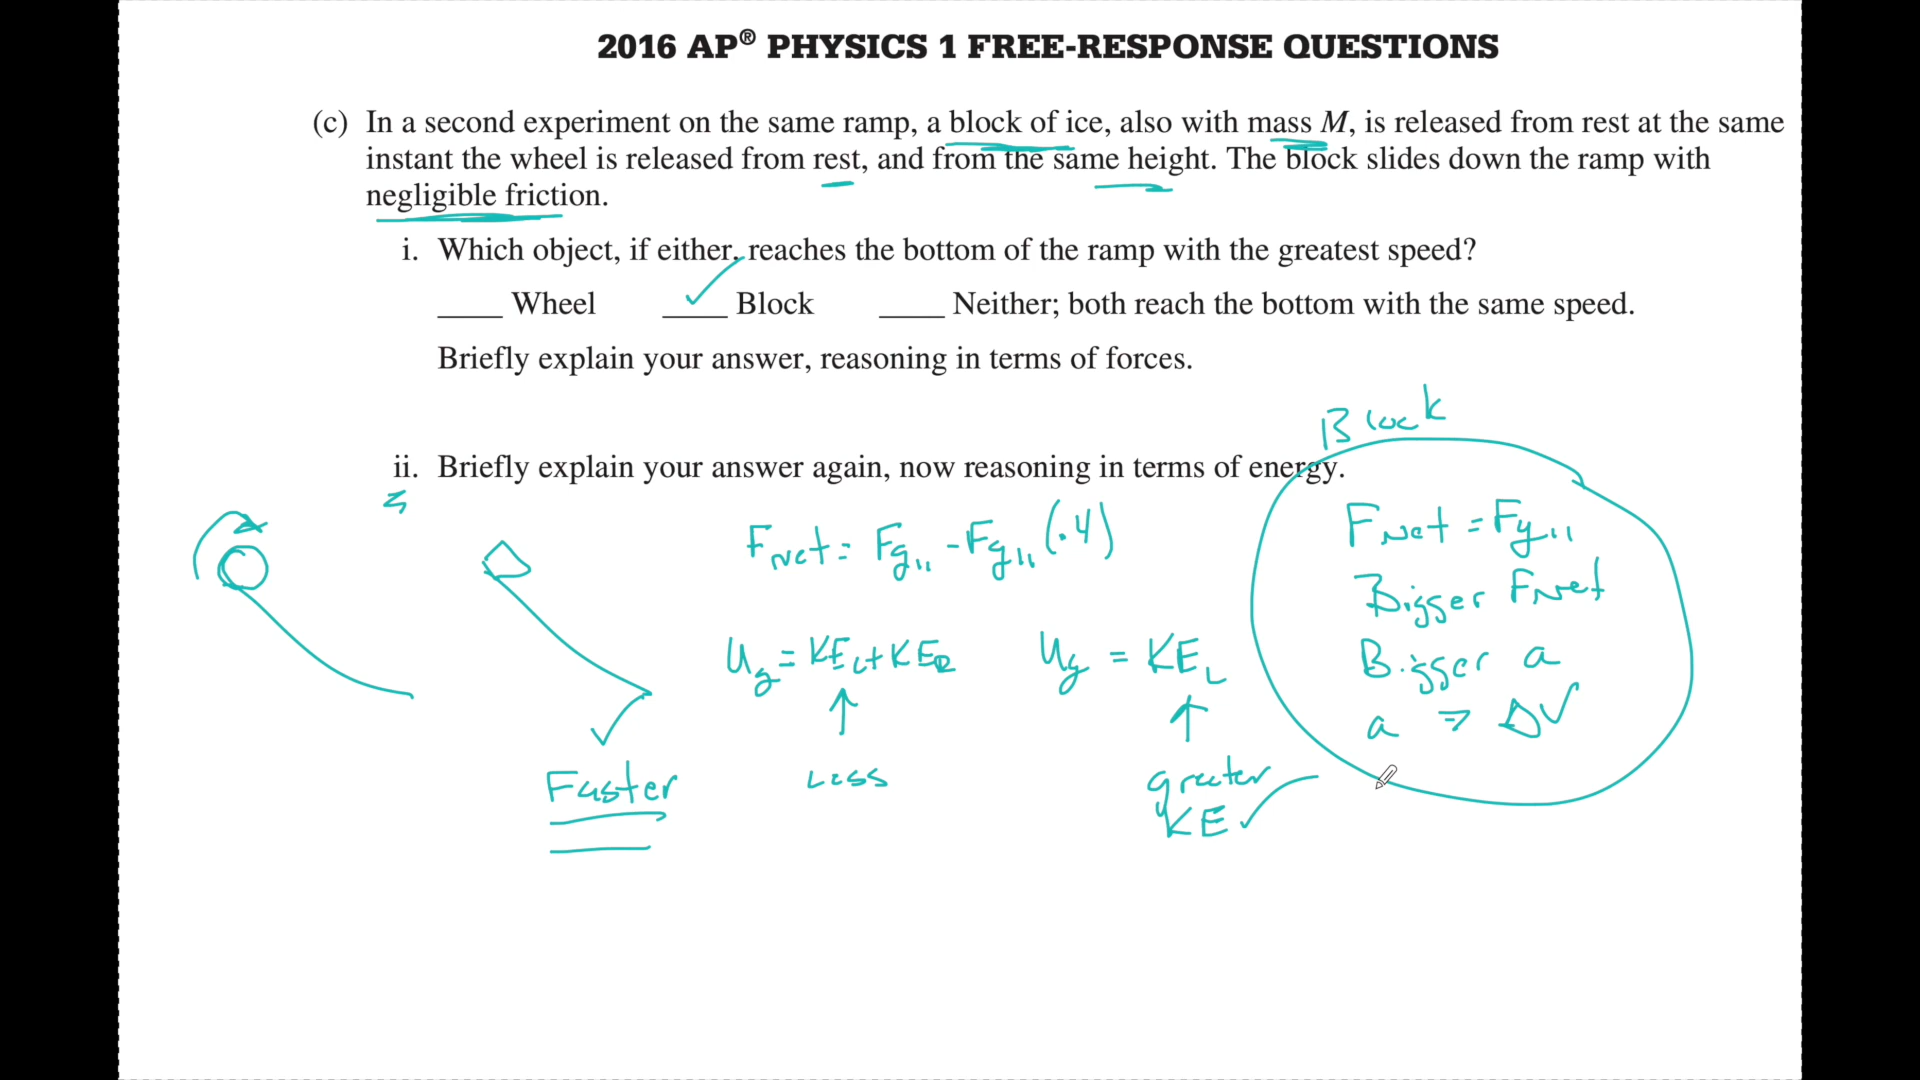 2016 AP® PHYSICS 1 FREE-RESPONSE QUESTIONS
(c) In a second experiment on the same ramp, a block of ice, also with mass M, is released from rest at the same
instant the wheel is released from rest, and from the same height. The block slides down the ramp with
negligible friction.
i. Which object, if either, reaches the bottom of the ramp with the greatest speed?
____ Wheel ____ Block ____ Neither; both reach the bottom with the same speed.
Briefly explain your answer, reasoning in terms of forces.
Block
ii. Briefly explain your answer again, now reasoning in terms of energy.
Fnet = Fg∥ - Fg∥ (.4)
Fnet = Fg∥
Bigger Fnet
Ug = KEL + KER
Ug = KEL
Bigger a
a ⇒ ΔV
Faster
Less
greater
KE